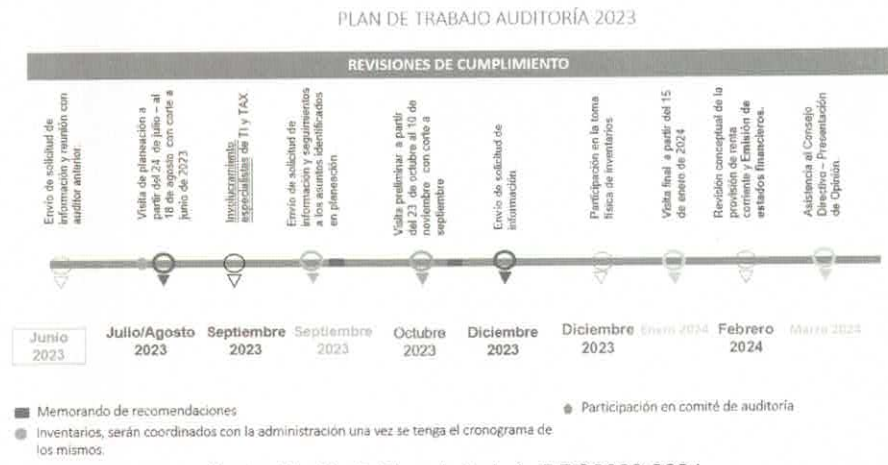 PLAN DE TRABAJO AUDITORÍA 2023
REVISIONES DE CUMPLIMIENTO
Envío de solicitud de
información y reunión con
auditor anterior.
Visita de planeación a
partir del 24 de julio – al
18 de agosto con corte a
junio de 2023
Involucramiento
especialistas de TI y TAX
Envío de solicitud de
información y seguimientos
a los asuntos identificados
en planeación
Visita preliminar a partir
del 23 de octubre al 10 de
noviembre con corte a
septiembre
Envío de solicitud de
información
Participación en la toma
física de inventarios
Visita final a partir del 15
de enero de 2024
Revisión conceptual de la
provisión de renta
corriente y Emisión de
estados financieros.
Asistencia al Consejo
Directivo – Presentación
de Opinión
Junio
2023
Julio/Agosto
2023
Septiembre
2023
Septiembre
2023
Octubre
2023
Diciembre
2023
Diciembre
2023
Enero 2024
Febrero
2024
Marzo 2024
Memorando de recomendaciones
Participación en comité de auditoría
Inventarios, serán coordinados con la administración una vez se tenga el cronograma de
los mismos.